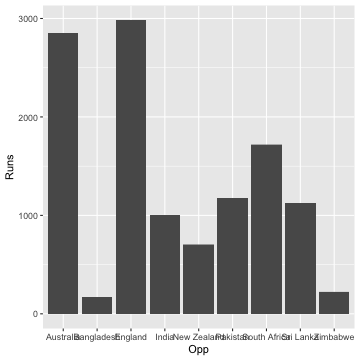 3000
2000
Runs
1000
0
Australia Bangladesh England India New Zealand Pakistan South Africa Sri Lanka Zimbabwe
Opp